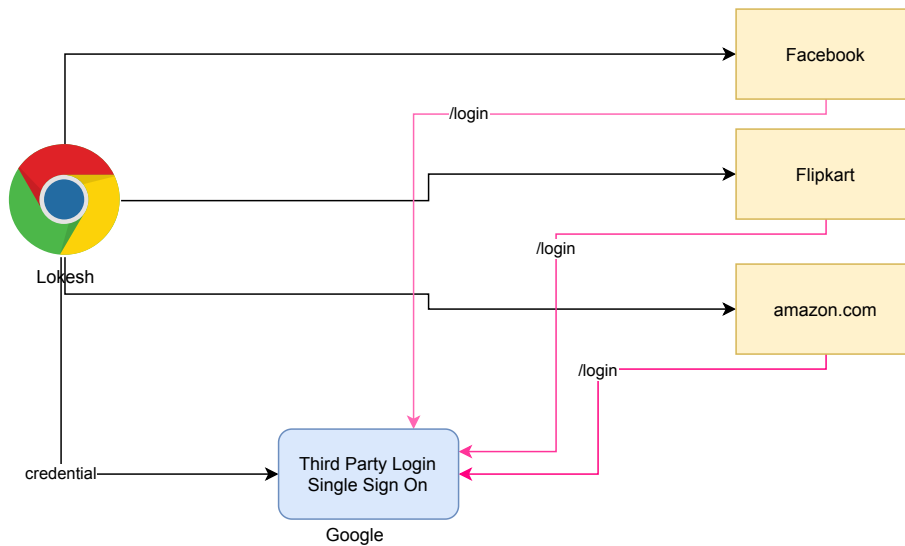 Facebook
/login
Flipkart
/login
Lokesh
amazon.com
/login
credential
Third Party Login
Single Sign On
Google